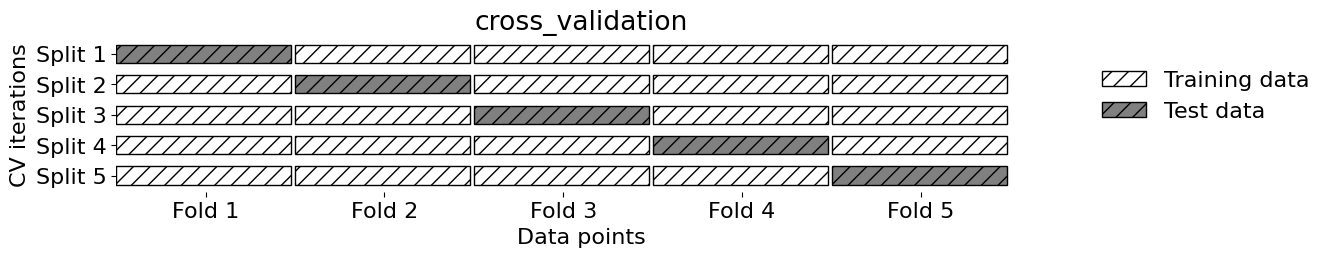 cross_validation
CV iterations
Split 1
Split 2
Split 3
Split 4
Split 5
Fold 1 Fold 2 Fold 3 Fold 4 Fold 5
Data points
Training data
Test data